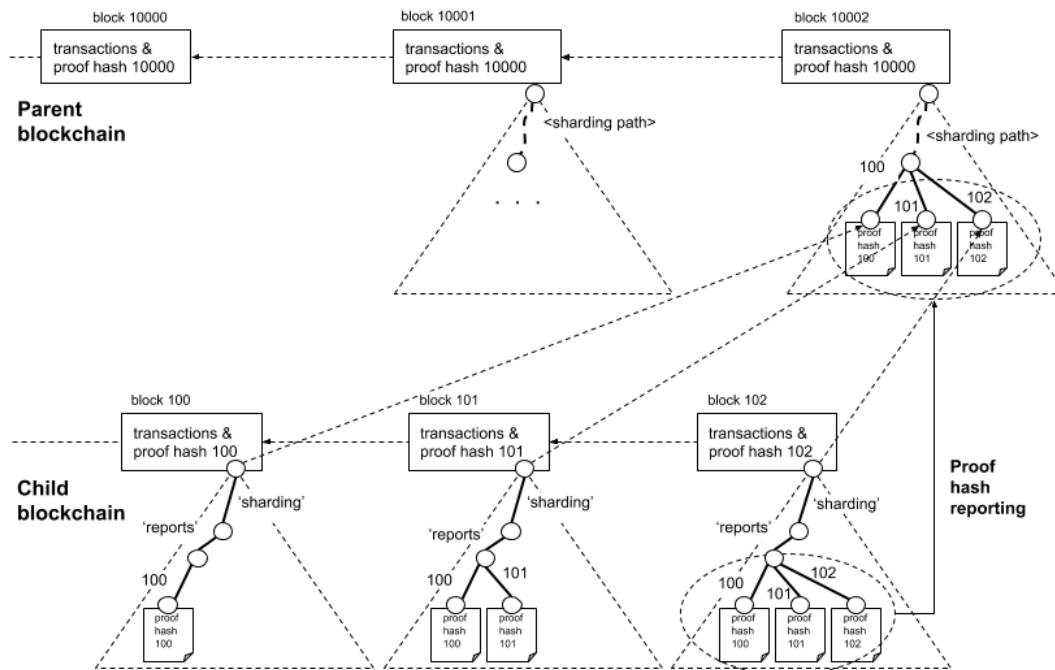 block 10000
block 10001
block 10002
transactions &
proof hash 10000
transactions &
proof hash 10000
transactions &
proof hash 10000
Parent
blockchain
<sharding path>
. . .
<sharding path>
100
101
102
proof
hash
100
proof
hash
101
proof
hash
102
block 100
block 101
block 102
transactions &
proof hash 100
transactions &
proof hash 101
transactions &
proof hash 102
Child
blockchain
Proof
hash
reporting
'sharding'
'reports'
100
proof
hash
100
'sharding'
'reports'
100
101
proof
hash
100
proof
hash
101
'sharding'
'reports'
100
101
102
proof
hash
100
proof
hash
101
proof
hash
102